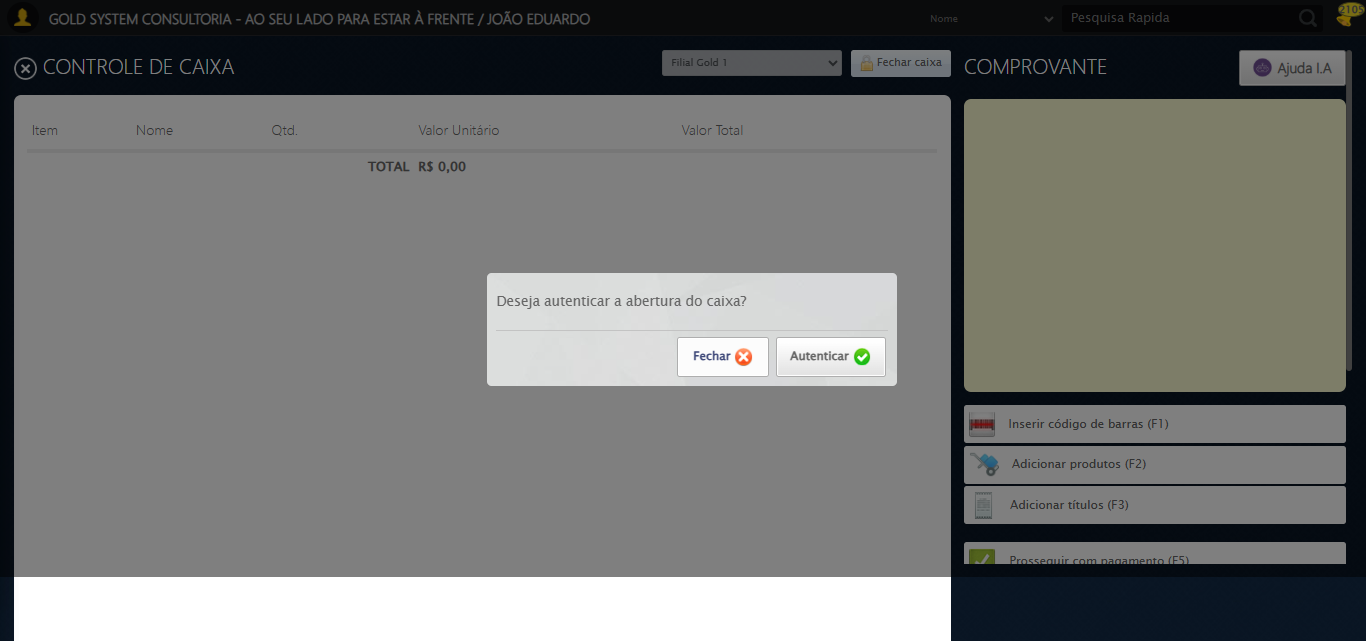 GOLD SYSTEM CONSULTORIA - AO SEU LADO PARA ESTAR À FRENTE / JOÃO EDUARDO
Nome
Pesquisa Rapida
2105
CONTROLE DE CAIXA
Filial Gold 1
Fechar caixa
Item Nome Qtd. Valor Unitário Valor Total
TOTAL R$ 0,00
Deseja autenticar a abertura do caixa?
Fechar
Autenticar
COMPROVANTE
Ajuda I.A
Inserir código de barras (F1)
Adicionar produtos (F2)
Adicionar títulos (F3)
Prosseguir com pagamento (F5)